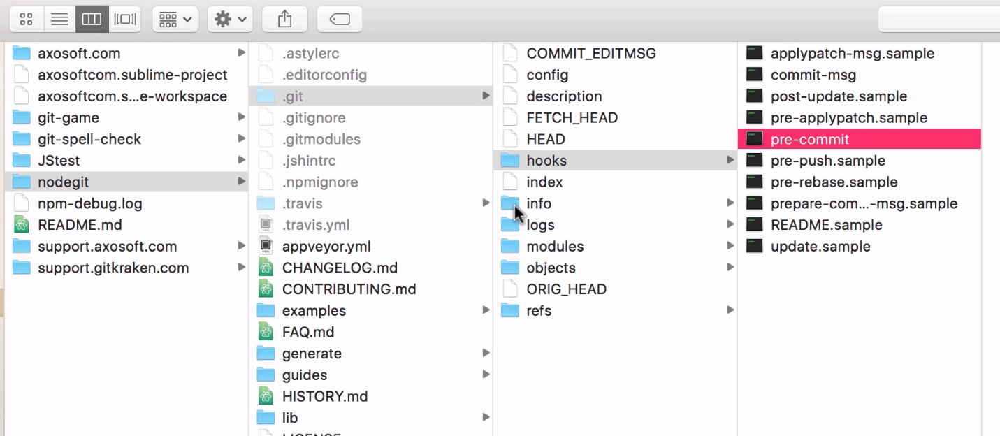 axosoft.com
axosoftcom.sublime-project
axosoftcom.s...e-workspace
git-game
git-spell-check
JStest
nodegit
npm-debug.log
README.md
support.axosoft.com
support.gitkraken.com
.astylerc
.editorconfig
.git
.gitignore
.gitmodules
.jshintrc
.npmignore
.travis
.travis.yml
appveyor.yml
CHANGELOG.md
CONTRIBUTING.md
examples
FAQ.md
generate
guides
HISTORY.md
lib
LICENSE
COMMIT_EDITMSG
config
description
FETCH_HEAD
HEAD
hooks
index
info
logs
modules
objects
ORIG_HEAD
refs
applypatch-msg.sample
commit-msg
post-update.sample
pre-applypatch.sample
pre-commit
pre-push.sample
pre-rebase.sample
prepare-com...-msg.sample
README.sample
update.sample